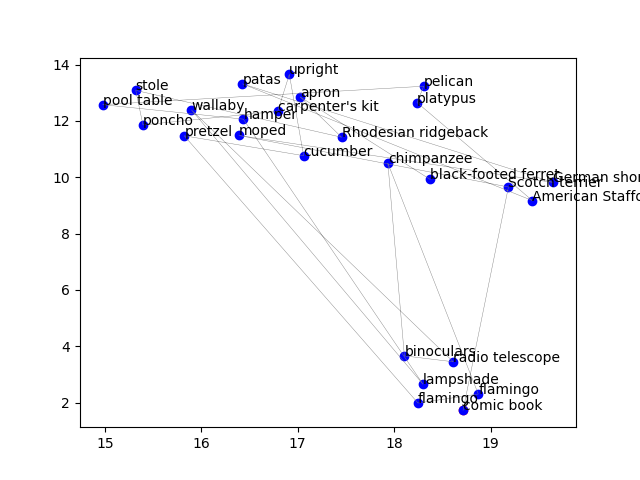 14
12
10
8
6
4
2
upright
patas
pelican
stole
apron
platypus
pool table
wallaby
carpenter's kit
hamper
poncho
moped
pretzel
Rhodesian ridgeback
cucumber
chimpanzee
black-footed ferret
German shor
Scotch terrier
American Staffo
binoculars
radio telescope
lampshade
flamingo
flamingo
comic book
15 16 17 18 19